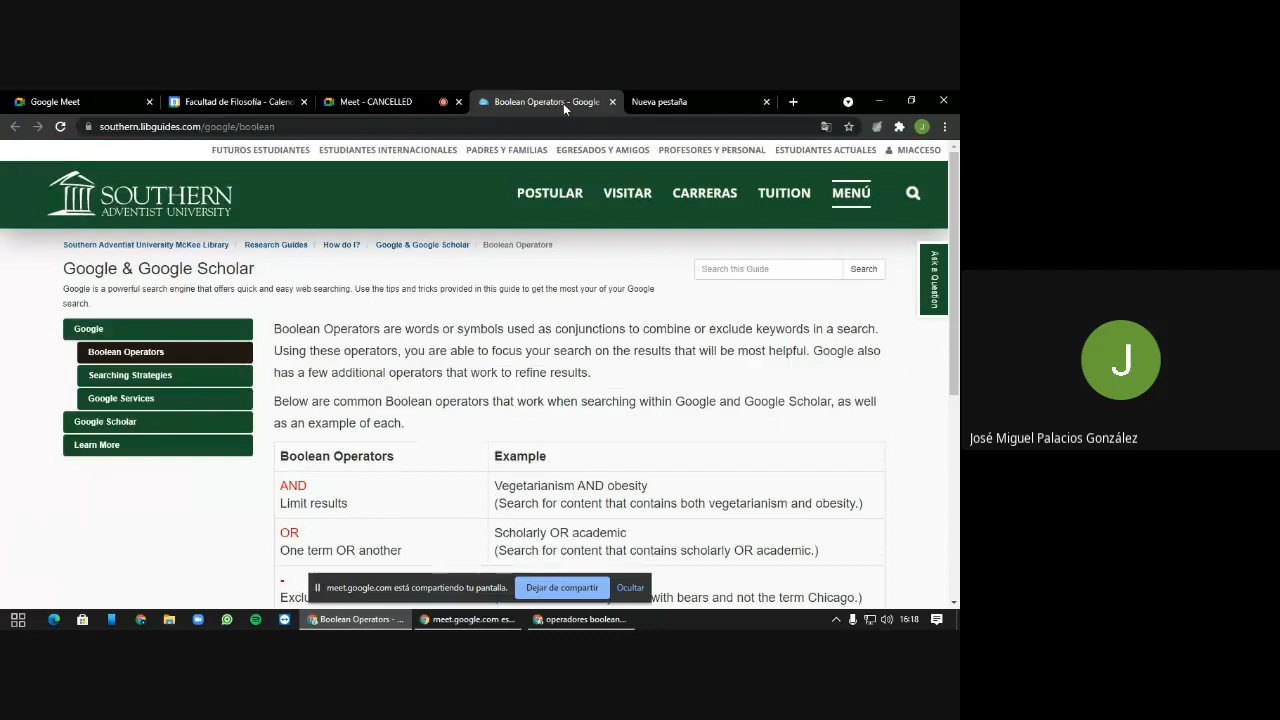 Google Meet
Facultad de Filosofía - Calen
Meet - CANCELLED
Boolean Operators - Google
Nueva pestaña
southern.libguides.com/google/boolean
J
FUTUROS ESTUDIANTES
ESTUDIANTES INTERNACIONALES
PADRES Y FAMILIAS
EGRESADOS Y AMIGOS
PROFESORES Y PERSONAL
ESTUDIANTES ACTUALES
MIACCESO
SOUTHERN
ADVENTIST UNIVERSITY
POSTULAR
VISITAR
CARRERAS
TUITION
MENÚ
Southern Adventist University McKee Library / Research Guides / How do I? / Google & Google Scholar / Boolean Operators
Google & Google Scholar
Google is a powerful search engine that offers quick and easy web searching. Use the tips and tricks provided in this guide to get the most your of your Google
search.
Search this Guide
Search
Ask a Question
Google
Boolean Operators
Searching Strategies
Google Services
Google Scholar
Learn More
Boolean Operators are words or symbols used as conjunctions to combine or exclude keywords in a search.
Using these operators, you are able to focus your search on the results that will be most helpful. Google also
has a few additional operators that work to refine results.
Below are common Boolean operators that work when searching within Google and Google Scholar, as well
as an example of each.
Boolean Operators
Example
AND
Limit results
Vegetarianism AND obesity
(Search for content that contains both vegetarianism and obesity.)
OR
One term OR another
Scholarly OR academic
(Search for content that contains scholarly OR academic.)
-
Exclu
with bears and not the term Chicago.)
meet.google.com está compartiendo tu pantalla.
Dejar de compartir
Ocultar
Boolean Operators - ...
meet.google.com es...
operadores boolean...
16:18
J
José Miguel Palacios González